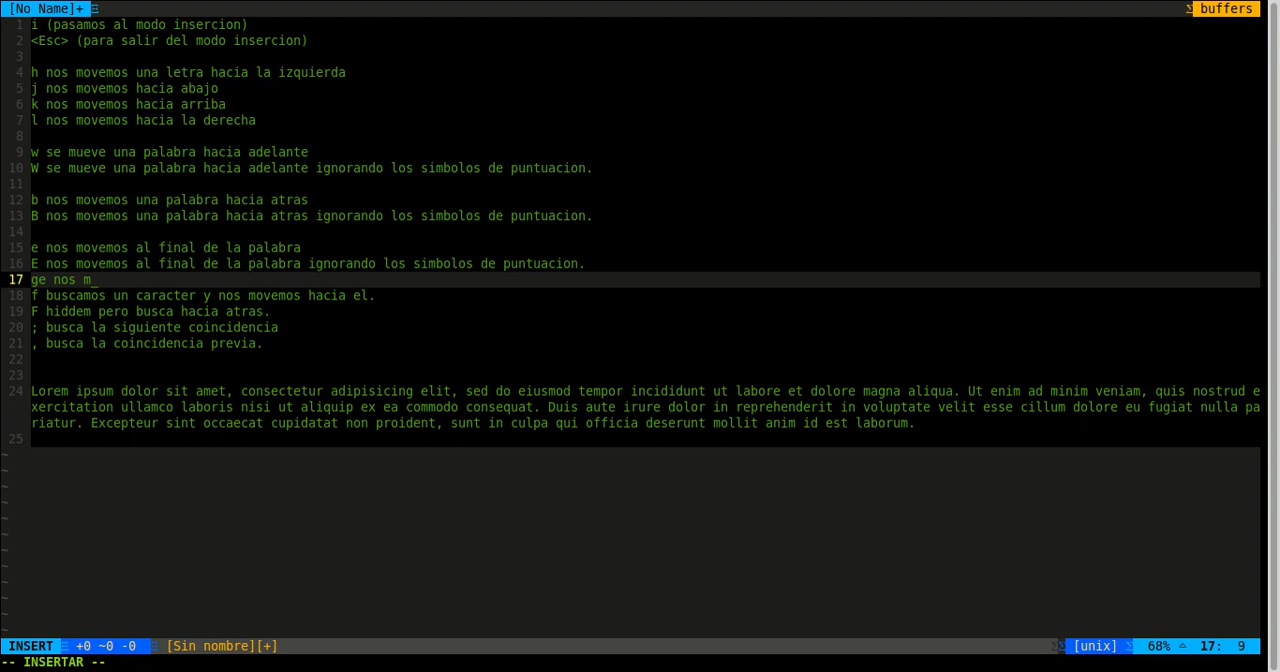 [No Name]+ buffers
1 i (pasamos al modo insercion)
2 <Esc> (para salir del modo insercion)
3
4 h nos movemos una letra hacia la izquierda
5 j nos movemos hacia abajo
6 k nos movemos hacia arriba
7 l nos movemos hacia la derecha
8
9 w se mueve una palabra hacia adelante
10 W se mueve una palabra hacia adelante ignorando los simbolos de puntuacion.
11
12 b nos movemos una palabra hacia atras
13 B nos movemos una palabra hacia atras ignorando los simbolos de puntuacion.
14
15 e nos movemos al final de la palabra
16 E nos movemos al final de la palabra ignorando los simbolos de puntuacion.
17 ge nos m_
18 f buscamos un caracter y nos movemos hacia el.
19 F hiddem pero busca hacia atras.
20 ; busca la siguiente coincidencia
21 , busca la coincidencia previa.
22
23
24 Lorem ipsum dolor sit amet, consectetur adipisicing elit, sed do eiusmod tempor incididunt ut labore et dolore magna aliqua. Ut enim ad minim veniam, quis nostrud e
xercitation ullamco laboris nisi ut aliquip ex ea commodo consequat. Duis aute irure dolor in reprehenderit in voluptate velit esse cillum dolore eu fugiat nulla pa
riatur. Excepteur sint occaecat cupidatat non proident, sunt in culpa qui officia deserunt mollit anim id est laborum.
25
~
~
~
~
~
~
~
~
~
~
~
~
INSERT +0 ~0 -0 [Sin nombre][+] [unix] 68% 17: 9
-- INSERTAR --